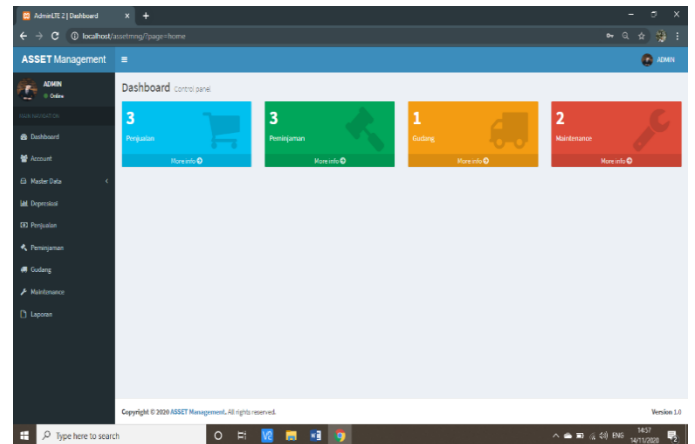 AdminLTE 2 | Dashboard
localhost/assetmng/?page=home
ASSET Management
ADMIN
ADMIN
Online
MAIN NAVIGATION
Dashboard
Account
Master Data
Depresiasi
Penjualan
Peminjaman
Gudang
Maintenance
Laporan
Dashboard Control panel
3
Penjualan
More info
3
Peminjaman
More info
1
Gudang
More info
2
Maintenance
More info
Copyright © 2020 ASSET Management. All rights reserved.
Version 1.0
Type here to search
ENG
14:57
14/11/2020